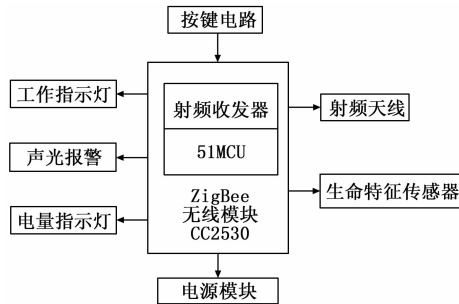 按键电路
工作指示灯
声光报警
电量指示灯
射频收发器
51MCU
ZigBee
无线模块
CC2530
射频天线
生命特征传感器
电源模块